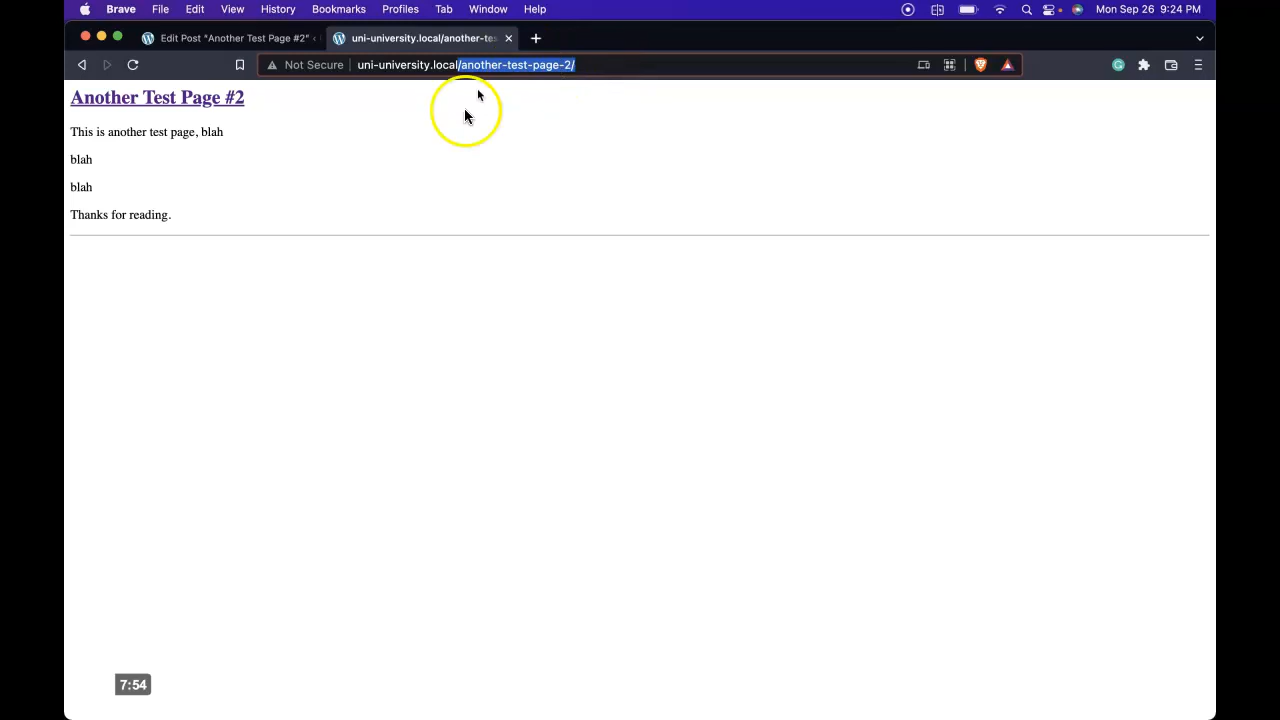 Brave File Edit View History Bookmarks Profiles Tab Window Help Mon Sep 26 9:24 PM
Edit Post "Another Test Page #2" ‹ uni-university.local/another-tes
Not Secure uni-university.local/another-test-page-2/
Another Test Page #2
This is another test page, blah
blah
blah
Thanks for reading.
7:54